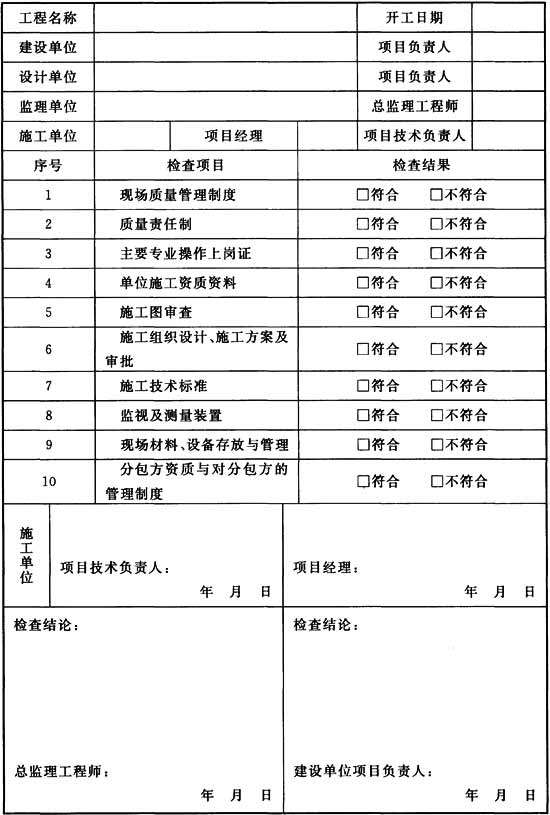 工程名称 开工日期
建设单位 项目负责人
设计单位 项目负责人
监理单位 总监理工程师
施工单位 项目经理 项目技术负责人
序号 检查项目 检查结果
1 现场质量管理制度 □符合 □不符合
2 质量责任制 □符合 □不符合
3 主要专业操作上岗证 □符合 □不符合
4 单位施工资质资料 □符合 □不符合
5 施工图审查 □符合 □不符合
6 施工组织设计、施工方案及
审批 □符合 □不符合
7 施工技术标准 □符合 □不符合
8 监视及测量装置 □符合 □不符合
9 现场材料、设备存放与管理 □符合 □不符合
10 分包方资质与对分包方的
管理制度 □符合 □不符合
施工单位
项目技术负责人： 项目经理：
年 月 日 年 月 日
检查结论： 检查结论：
总监理工程师： 建设单位项目负责人：
年 月 日 年 月 日